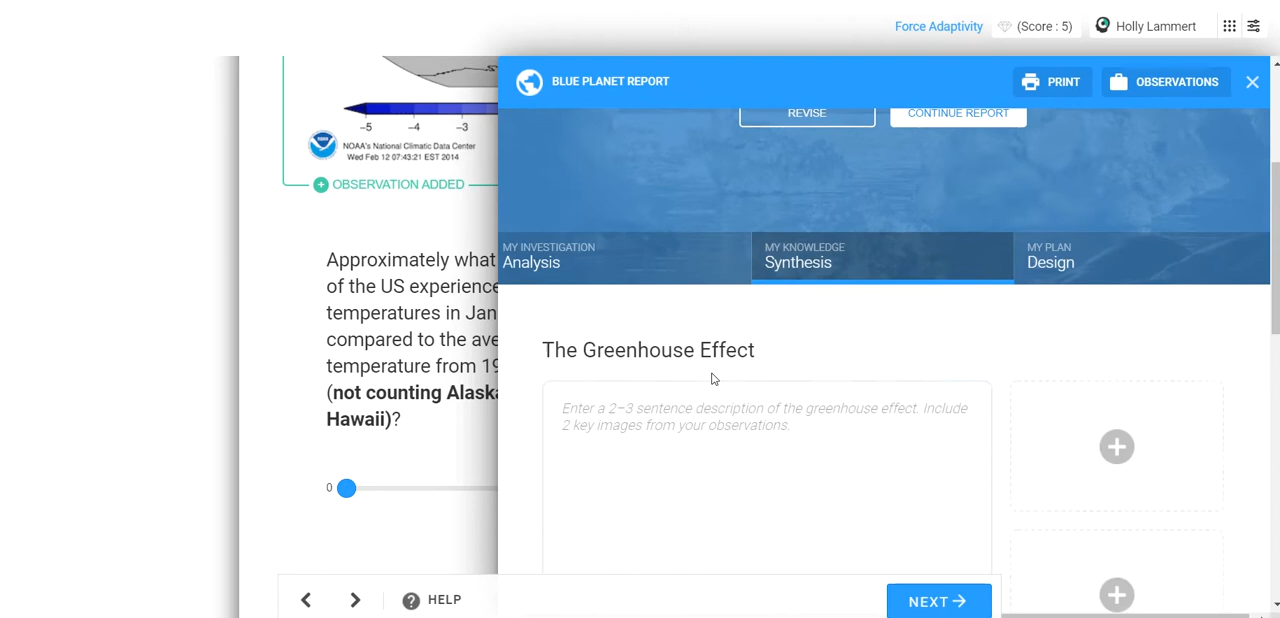 Force Adaptivity
(Score : 5)
Holly Lammert
BLUE PLANET REPORT
PRINT
OBSERVATIONS
REVISE
CONTINUE REPORT
-5 -4 -3
NOAA's National Climatic Data Center
Wed Feb 12 07:43:21 EST 2014
OBSERVATION ADDED
MY INVESTIGATION
Analysis
MY KNOWLEDGE
Synthesis
MY PLAN
Design
Approximately what
of the US experience
temperatures in Jan
compared to the ave
temperature from 19
(not counting Alaska
Hawaii)?
0
The Greenhouse Effect
Enter a 2–3 sentence description of the greenhouse effect. Include
2 key images from your observations.
HELP
NEXT